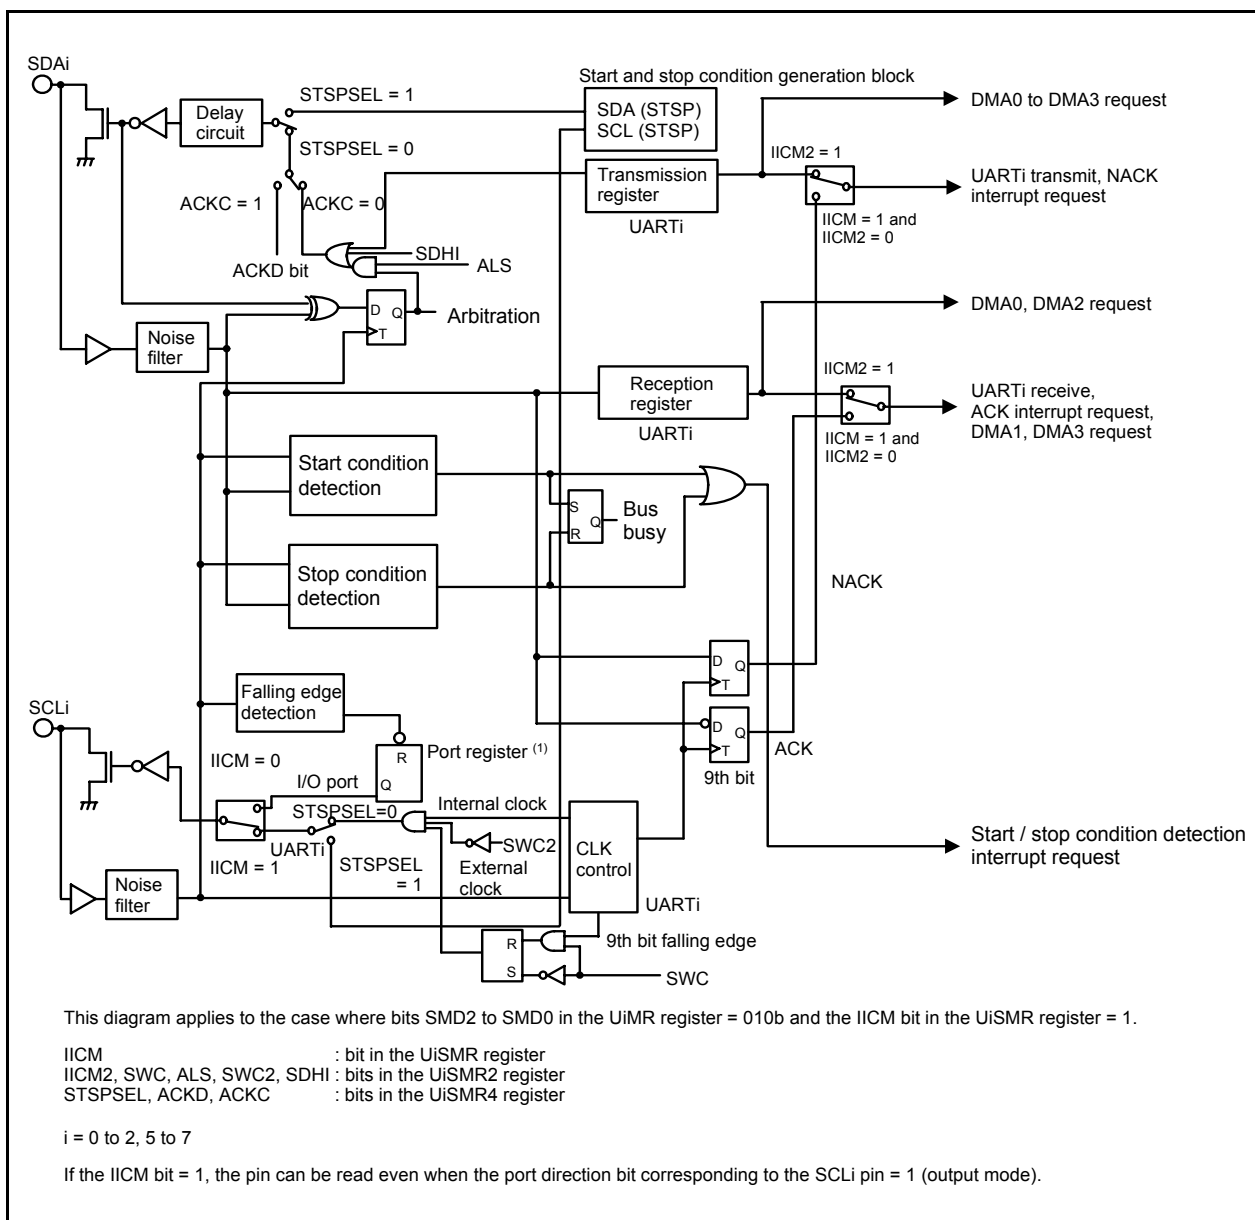 SDAi
Start and stop condition generation block
STSPSEL = 1
Delay
circuit
SDA (STSP)
SCL (STSP)
DMA0 to DMA3 request
STSPSEL = 0
IICM2 = 1
Transmission
register
UARTi
UARTi transmit, NACK
interrupt request
ACKC = 1
ACKC = 0
IICM = 1 and
IICM2 = 0
SDHI
ALS
ACKD bit
D
Q
T
Arbitration
DMA0, DMA2 request
Noise
filter
IICM2 = 1
Reception
register
UARTi
UARTi receive,
ACK interrupt request,
DMA1, DMA3 request
IICM = 1 and
IICM2 = 0
Start condition
detection
S
Q
R
Bus
busy
Stop condition
detection
NACK
D
Q
T
Falling edge
detection
SCLi
D
Q
T
ACK
9th bit
R
Q
Port register (1)
IICM = 0
I/O port
STSPSEL=0
Internal clock
UARTi
SWC2
CLK
control
UARTi
Start / stop condition detection
interrupt request
IICM = 1
STSPSEL
= 1
External
clock
Noise
filter
R
S
9th bit falling edge
SWC
This diagram applies to the case where bits SMD2 to SMD0 in the UiMR register = 010b and the IICM bit in the UiSMR register = 1.
IICM : bit in the UiSMR register
IICM2, SWC, ALS, SWC2, SDHI : bits in the UiSMR2 register
STSPSEL, ACKD, ACKC : bits in the UiSMR4 register
i = 0 to 2, 5 to 7
If the IICM bit = 1, the pin can be read even when the port direction bit corresponding to the SCLi pin = 1 (output mode).